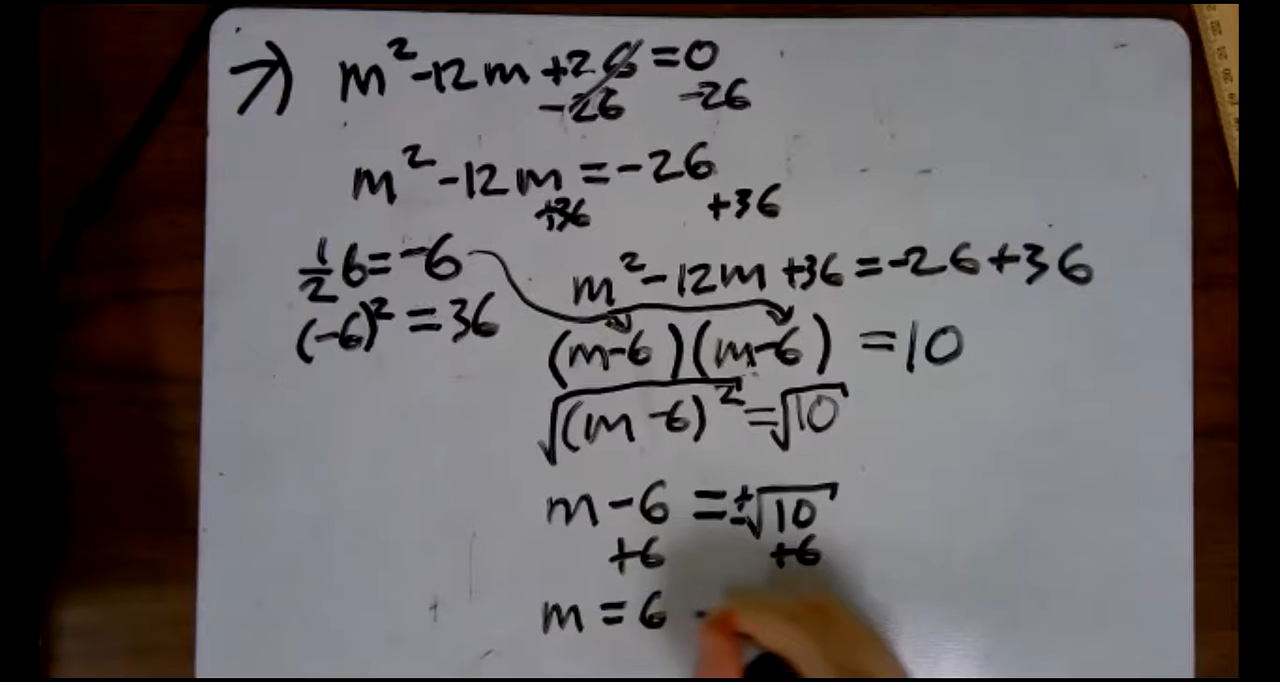 →) m² -12m +26 =0
-26 -26
m² -12m = -26
+36 +36
½6= -6
(-6)² = 36
m² - 12m +36 = -26 +36
(m-6)(m-6) = 10
√(m-6)² = √10
m -6 = ±√10
+6 +6
m = 6